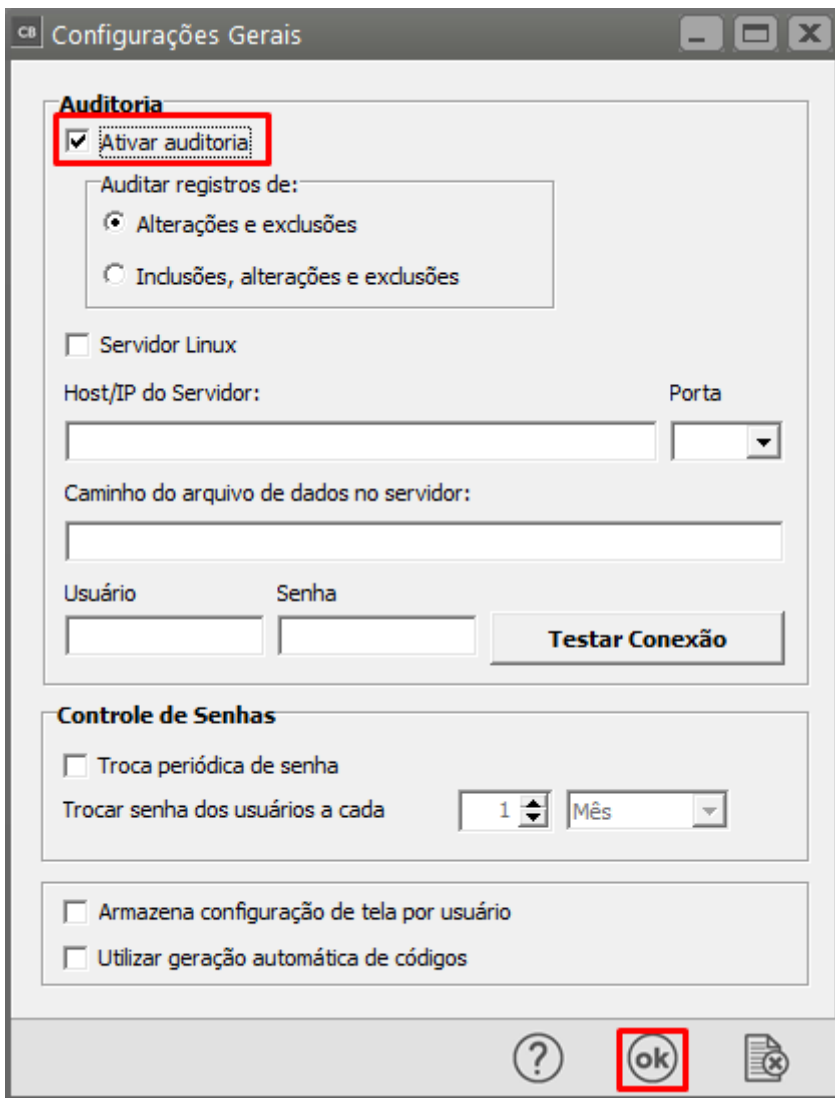 CB Configurações Gerais
Auditoria
Ativar auditoria
Auditar registros de:
Alterações e exclusões
Inclusões, alterações e exclusões
Servidor Linux
Host/IP do Servidor: Porta
Caminho do arquivo de dados no servidor:
Usuário Senha
Testar Conexão
Controle de Senhas
Troca periódica de senha
Trocar senha dos usuários a cada 1 Mês
Armazena configuração de tela por usuário
Utilizar geração automática de códigos
? ok